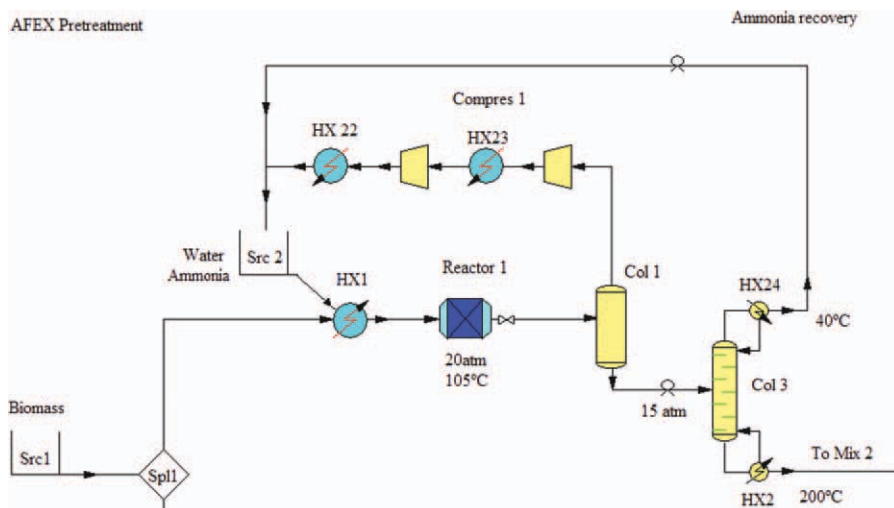 AFEX Pretreatment
Ammonia recovery
Compres 1
HX 22
HX23
Water
Ammonia
Src 2
HX1
Reactor 1
Col 1
HX24
40ºC
20atm
105ºC
Col 3
15 atm
Biomass
Src1
Spl1
To Mix 2
HX2
200ºC